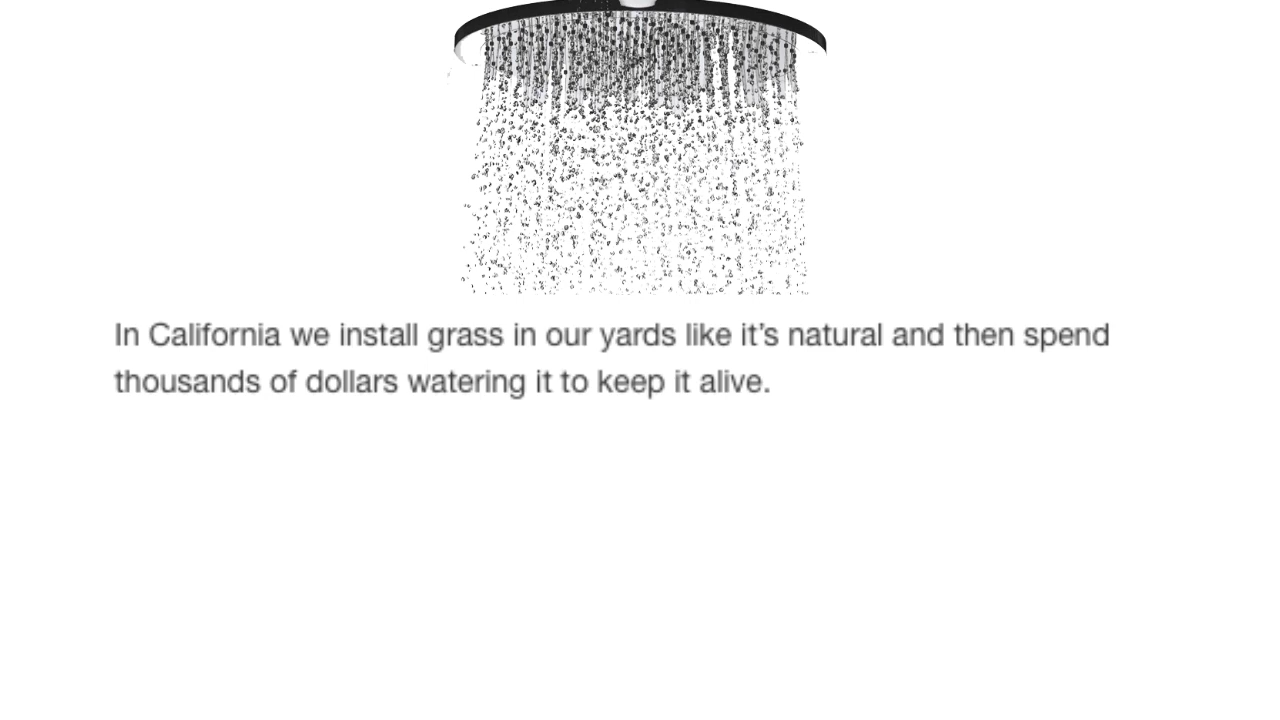 In California we install grass in our yards like it’s natural and then spend
thousands of dollars watering it to keep it alive.